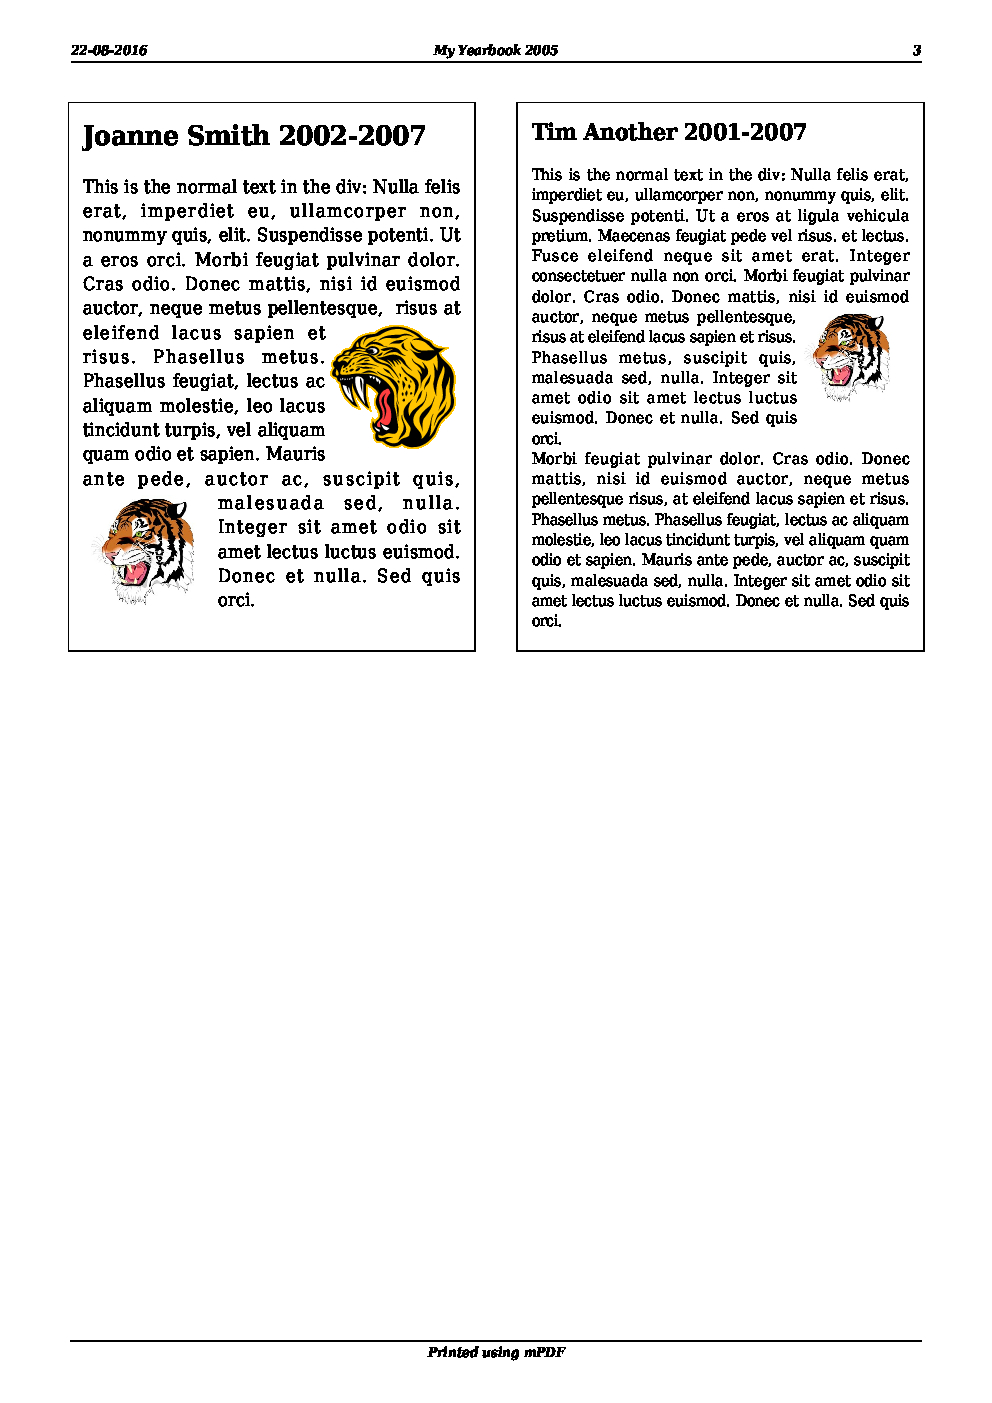 22-08-2016 My Yearbook 2005 3
Joanne Smith 2002-2007
This is the normal text in the div: Nulla felis
erat, imperdiet eu, ullamcorper non,
nonummy quis, elit. Suspendisse potenti. Ut
a eros orci. Morbi feugiat pulvinar dolor.
Cras odio. Donec mattis, nisi id euismod
auctor, neque metus pellentesque, risus at
eleifend lacus sapien et
risus. Phasellus metus.
Phasellus feugiat, lectus ac
aliquam molestie, leo lacus
tincidunt turpis, vel aliquam
quam odio et sapien. Mauris
ante pede, auctor ac, suscipit quis,
malesuada sed, nulla.
Integer sit amet odio sit
amet lectus luctus euismod.
Donec et nulla. Sed quis
orci.
Tim Another 2001-2007
This is the normal text in the div: Nulla felis erat,
imperdiet eu, ullamcorper non, nonummy quis, elit.
Suspendisse potenti. Ut a eros at ligula vehicula
pretium. Maecenas feugiat pede vel risus. et lectus.
Fusce eleifend neque sit amet erat. Integer
consectetuer nulla non orci. Morbi feugiat pulvinar
dolor. Cras odio. Donec mattis, nisi id euismod
auctor, neque metus pellentesque,
risus at eleifend lacus sapien et risus.
Phasellus metus, suscipit quis,
malesuada sed, nulla. Integer sit
amet odio sit amet lectus luctus
euismod. Donec et nulla. Sed quis
orci.
Morbi feugiat pulvinar dolor. Cras odio. Donec
mattis, nisi id euismod auctor, neque metus
pellentesque risus, at eleifend lacus sapien et risus.
Phasellus metus. Phasellus feugiat, lectus ac aliquam
molestie, leo lacus tincidunt turpis, vel aliquam quam
odio et sapien. Mauris ante pede, auctor ac, suscipit
quis, malesuada sed, nulla. Integer sit amet odio sit
amet lectus luctus euismod. Donec et nulla. Sed quis
orci.
Printed using mPDF